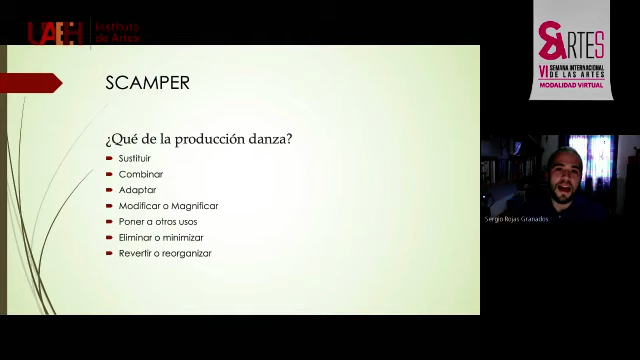 UAEH
Instituto
de Artes
SARTES
VI SEMANA INTERNACIONAL
DE LAS ARTES
MODALIDAD VIRTUAL
SCAMPER
¿Qué de la producción danza?
Sustituir
Combinar
Adaptar
Modificar o Magnificar
Poner a otros usos
Eliminar o minimizar
Revertir o reorganizar
Sergio Rojas Granados